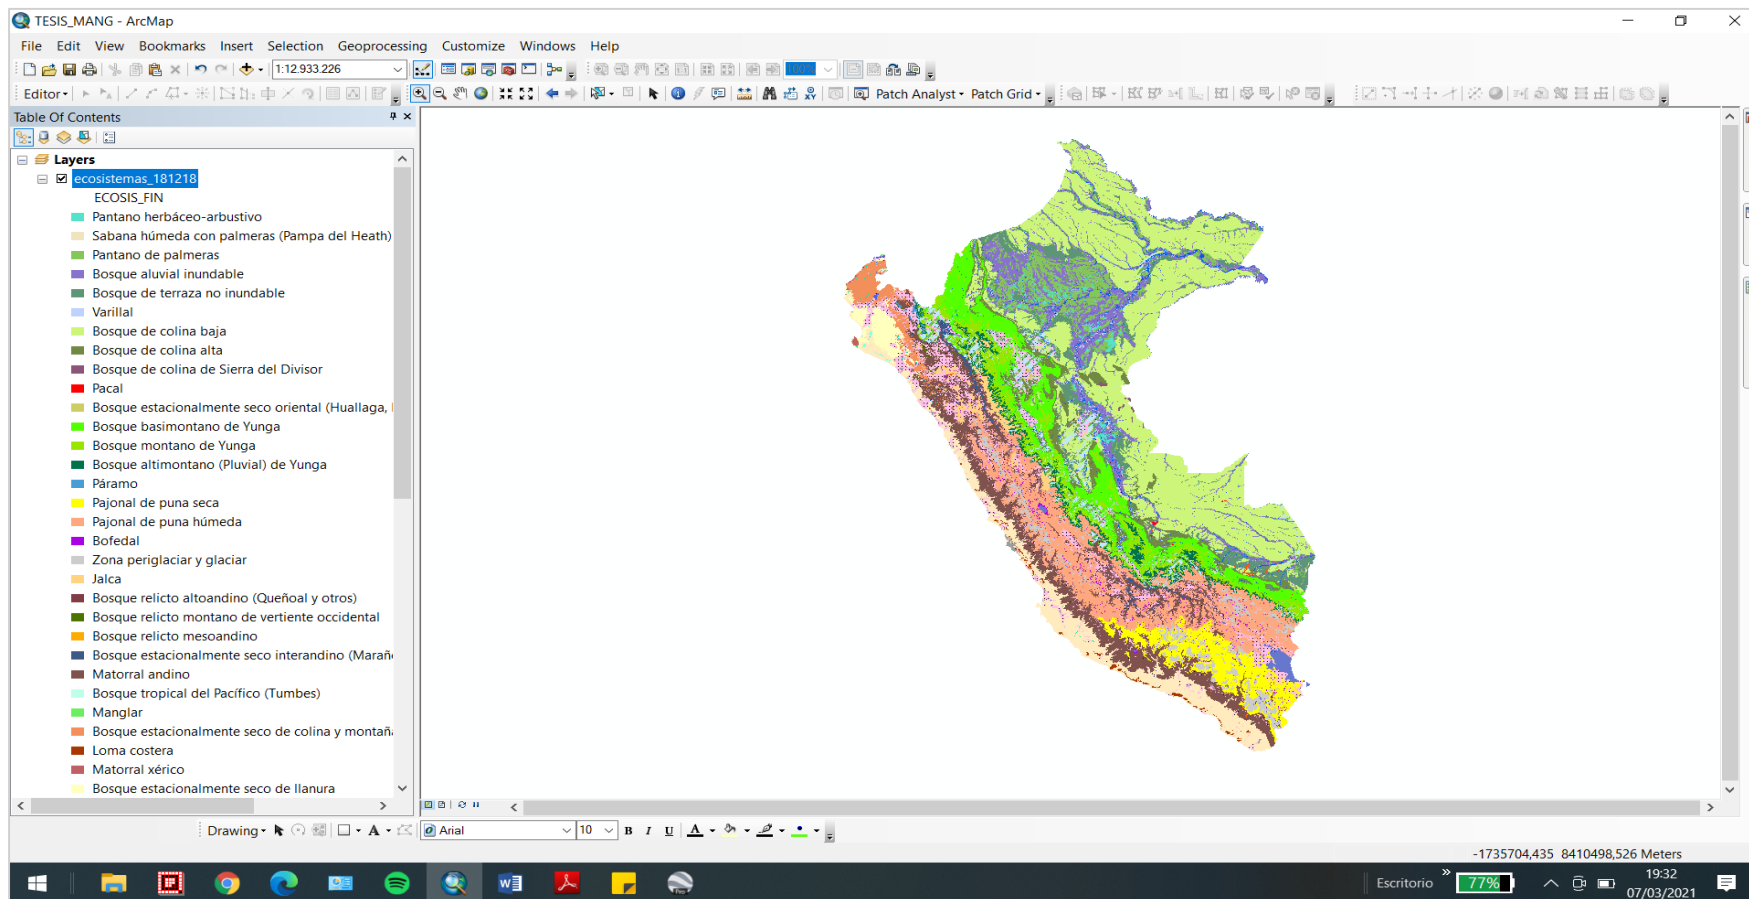 TESIS_MANG - ArcMap
File Edit View Bookmarks Insert Selection Geoprocessing Customize Windows Help
1:12.933.226
100%
Editor Patch Analyst Patch Grid
Table Of Contents
Layers
ecosistemas_181218
ECOSIS_FIN
Pantano herbáceo-arbustivo
Sabana húmeda con palmeras (Pampa del Heath)
Pantano de palmeras
Bosque aluvial inundable
Bosque de terraza no inundable
Varillal
Bosque de colina baja
Bosque de colina alta
Bosque de colina de Sierra del Divisor
Pacal
Bosque estacionalmente seco oriental (Huallaga,
Bosque basimontano de Yunga
Bosque montano de Yunga
Bosque altimontano (Pluvial) de Yunga
Páramo
Pajonal de puna seca
Pajonal de puna húmeda
Bofedal
Zona periglaciar y glaciar
Jalca
Bosque relicto altoandino (Queñoal y otros)
Bosque relicto montano de vertiente occidental
Bosque relicto mesoandino
Bosque estacionalmente seco interandino (Marañ
Matorral andino
Bosque tropical del Pacífico (Tumbes)
Manglar
Bosque estacionalmente seco de colina y montañ
Loma costera
Matorral xérico
Bosque estacionalmente seco de llanura
Drawing A Arial 10 B I U A
-1735704,435 8410498,526 Meters
Escritorio 77% 19:32
07/03/2021